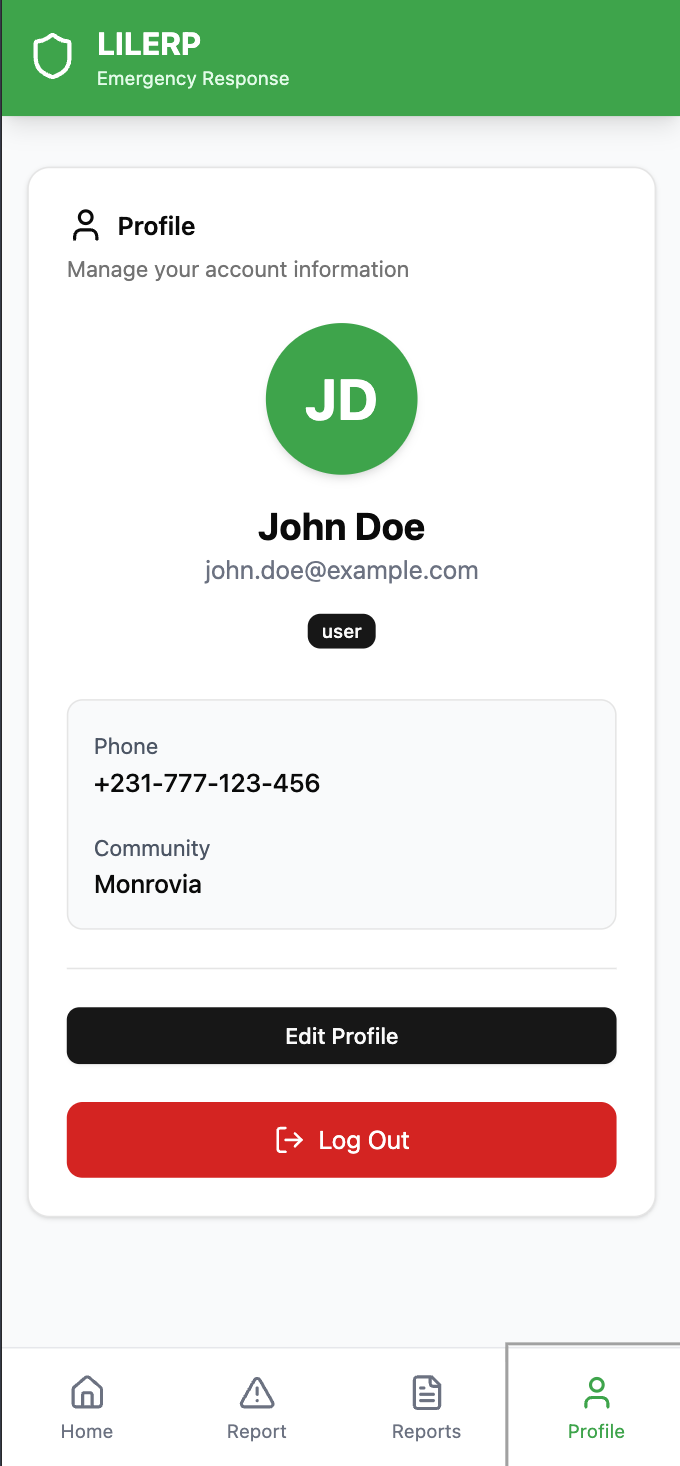 LILERP
Emergency Response
Profile
Manage your account information
JD
John Doe
john.doe@example.com
user
Phone
+231-777-123-456
Community
Monrovia
Edit Profile
Log Out
Home
Report
Reports
Profile